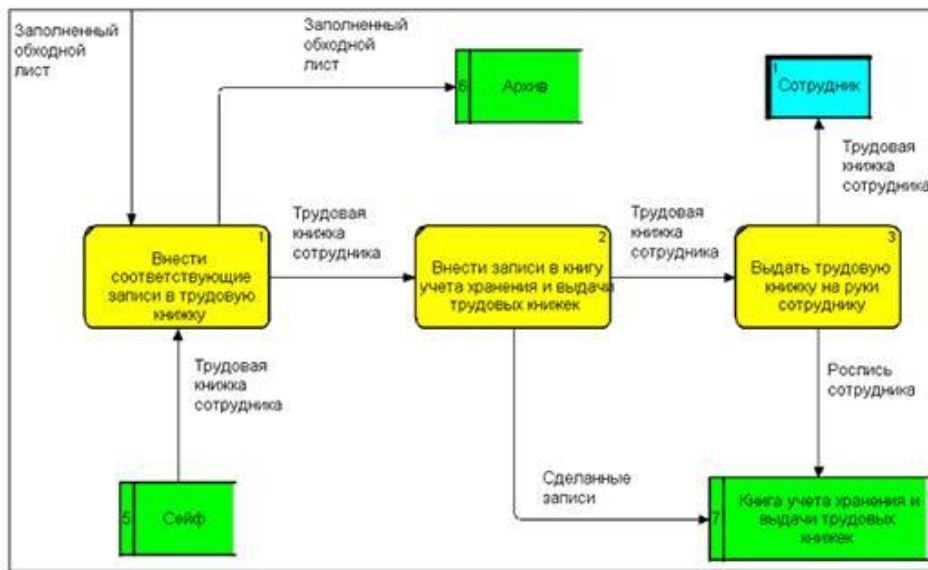 Заполненный
обходной
лист
Заполненный
обходной
лист
6
Архив
1
Сотрудник
Трудовая
книжка
сотрудника
1
Внести
соответствующие
записи в трудовую
книжку
Трудовая
книжка
сотрудника
2
Внести записи в книгу
учета хранения и выдачи
трудовых книжек
Трудовая
книжка
сотрудника
3
Выдать трудовую
книжку на руки
сотруднику
Трудовая
книжка
сотрудника
Роспись
сотрудника
5
Сейф
Сделанные
записи
7
Книга учета хранения и
выдачи трудовых
книжек